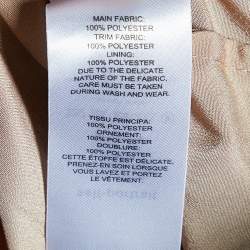 MAIN FABRIC:
100% POLYESTER
TRIM FABRIC:
100% POLYESTER
LINING:
100% POLYESTER
DUE TO THE DELICATE
NATURE OF THE FABRIC,
CARE MUST BE TAKEN
DURING WASH AND WEAR.
TISSU PRINCIPA:
100% POLYESTER
ORNEMENT:
100% POLYESTER
DOUBLURE:
100% POLYESTER
CETTE ÉTOFFE EST DÉLICATE.
PRENEZ SOIN LORSQUE
VOUS LAVEZ ET PORTEZ
LE VÊTEMENT.